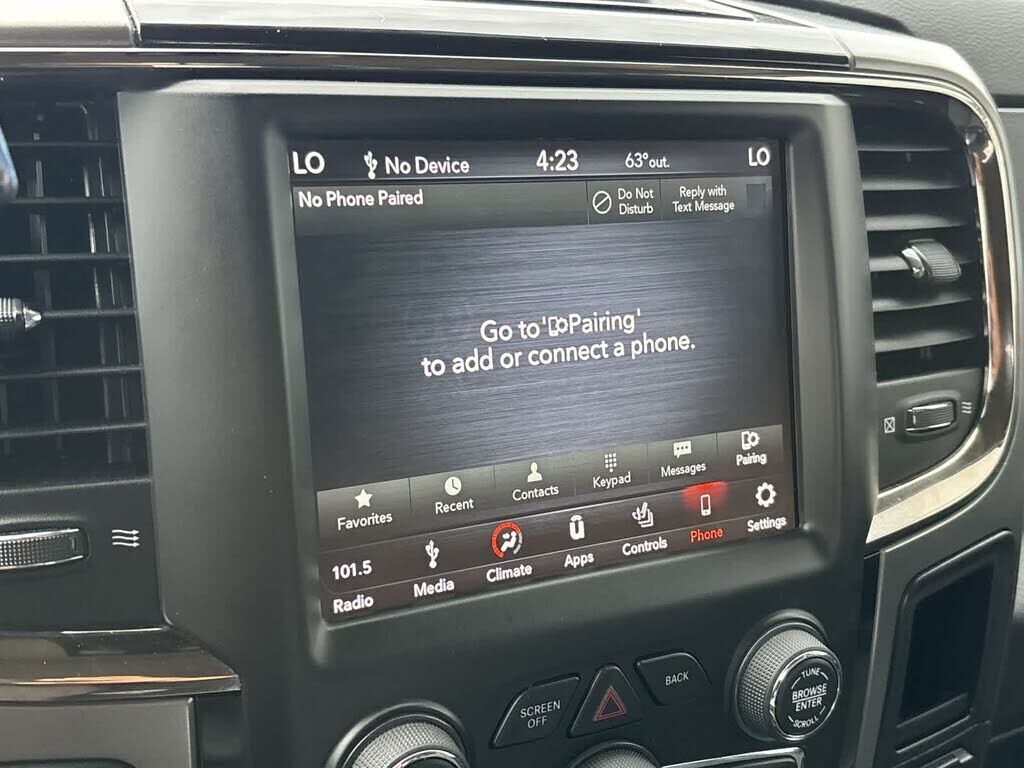 LO No Device 4:23 63°out. LO
No Phone Paired
Do Not
Disturb
Reply with
Text Message
Go to 'Pairing'
to add or connect a phone.
Favorites Recent Contacts Keypad Messages Pairing
101.5
Radio Media Climate Apps Controls Phone Settings
SCREEN
OFF
BACK
TUNE
BROWSE
ENTER
SCROLL